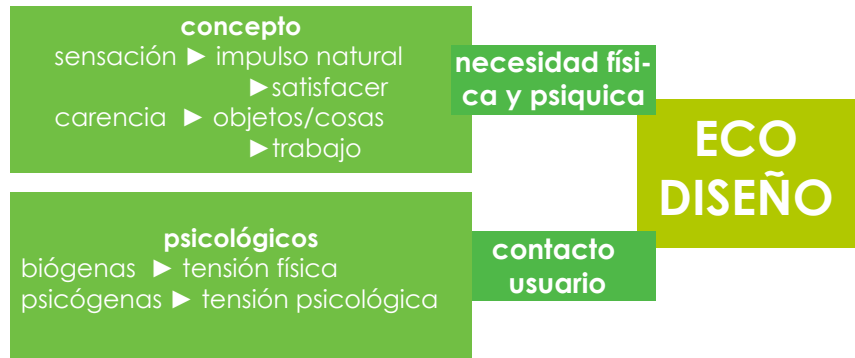 concepto
sensación ► impulso natural
►satisfacer
carencia ► objetos/cosas
►trabajo
necesidad físi-
ca y psiquica
ECO
DISEÑO
psicológicos
biógenas ► tensión física
psicógenas ► tensión psicológica
contacto
usuario